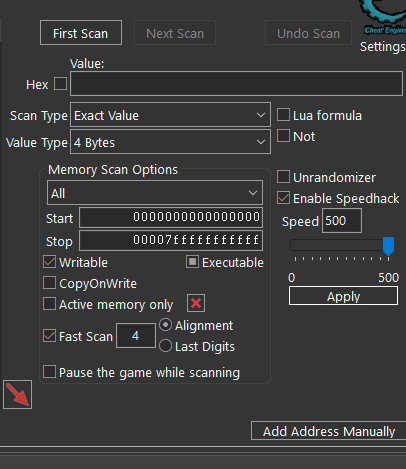 First Scan Next Scan Undo Scan
Cheat Engine
Settings
Value:
Hex
Scan Type Exact Value Lua formula
Not
Value Type 4 Bytes
Memory Scan Options
Unrandomizer
All
Enable Speedhack
Start 0000000000000000
Speed 500
Stop 00007fffffffffff
Writable Executable
CopyOnWrite
0 500
Active memory only
Apply
Fast Scan 4 Alignment
Last Digits
Pause the game while scanning
Add Address Manually